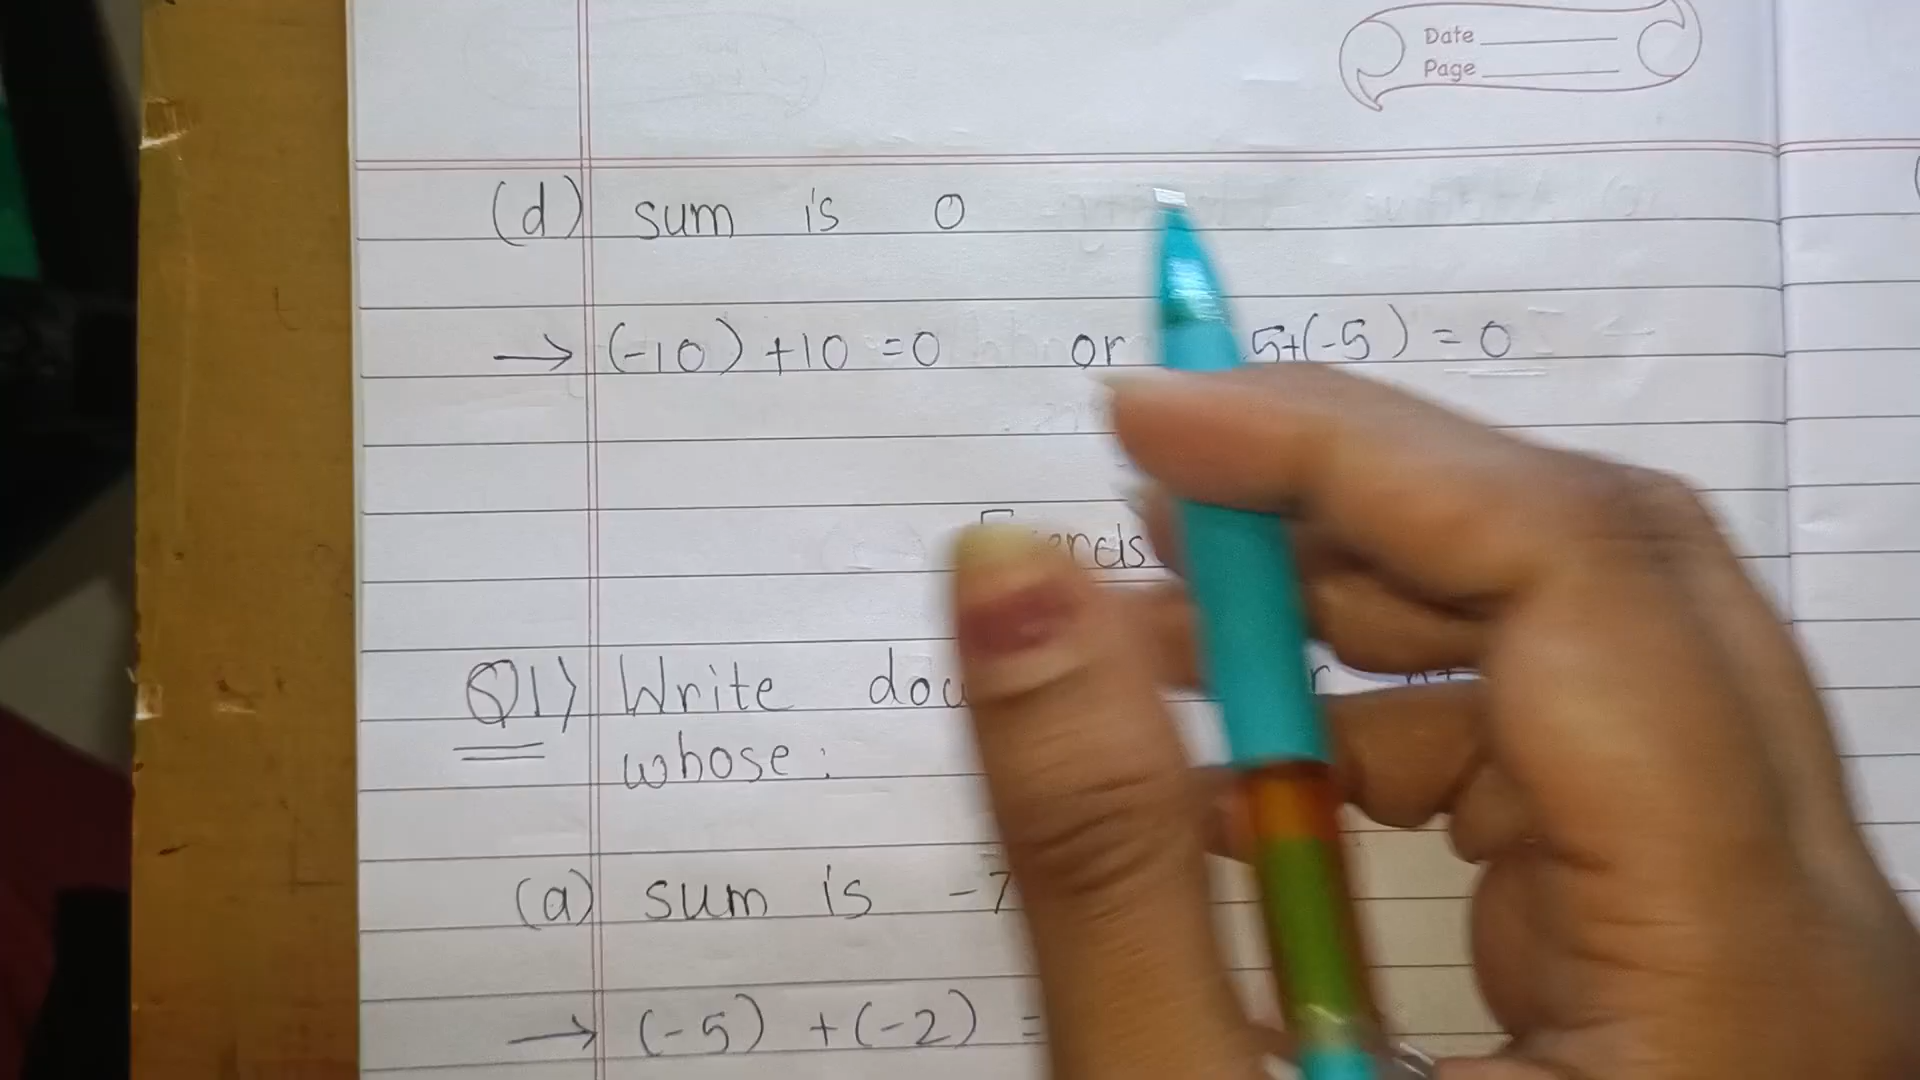 Date
Page
(d) sum is 0
→ (-10) +10 =0 or 5+(-5) = 0
Q1) Write
whose:
(a) sum is -7
→ (-5) +(-2) =